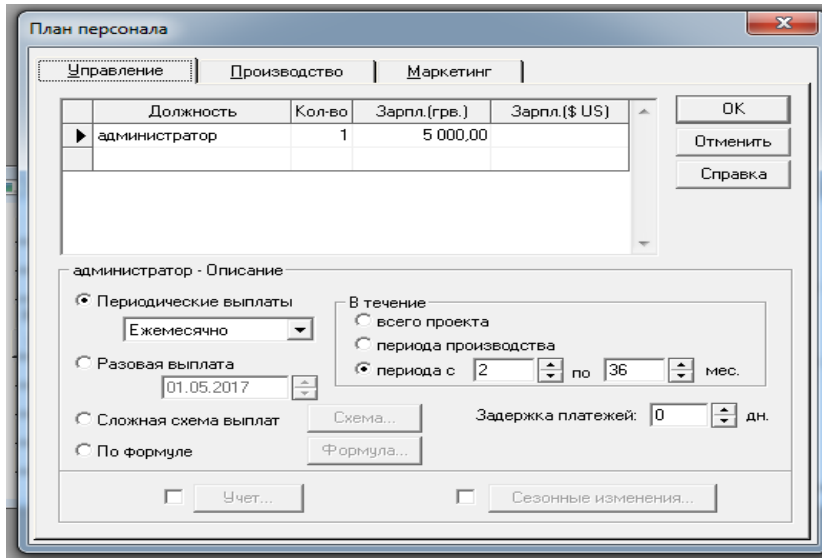 План персонала
Управление Производство Маркетинг
Должность Кол-во Зарпл.(грв.) Зарпл.($ US)
администратор 1 5 000,00
OK
Отменить
Справка
администратор - Описание
Периодические выплаты
Ежемесячно
Разовая выплата
01.05.2017
Сложная схема выплат Схема...
По формуле Формула...
В течение
всего проекта
периода производства
периода с 2 по 36 мес.
Задержка платежей: 0 дн.
Учет... Сезонные изменения...